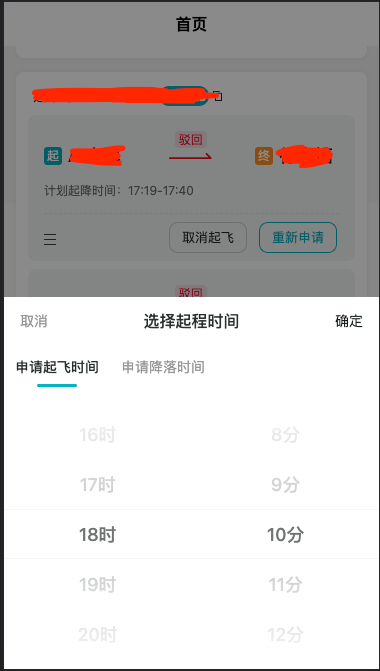 首页
驳回
起
终
计划起降时间：17:19-17:40
取消起飞 重新申请
驳回
取消 选择起程时间 确定
申请起飞时间 申请降落时间
16时 8分
17时 9分
18时 10分
19时 11分
20时 12分